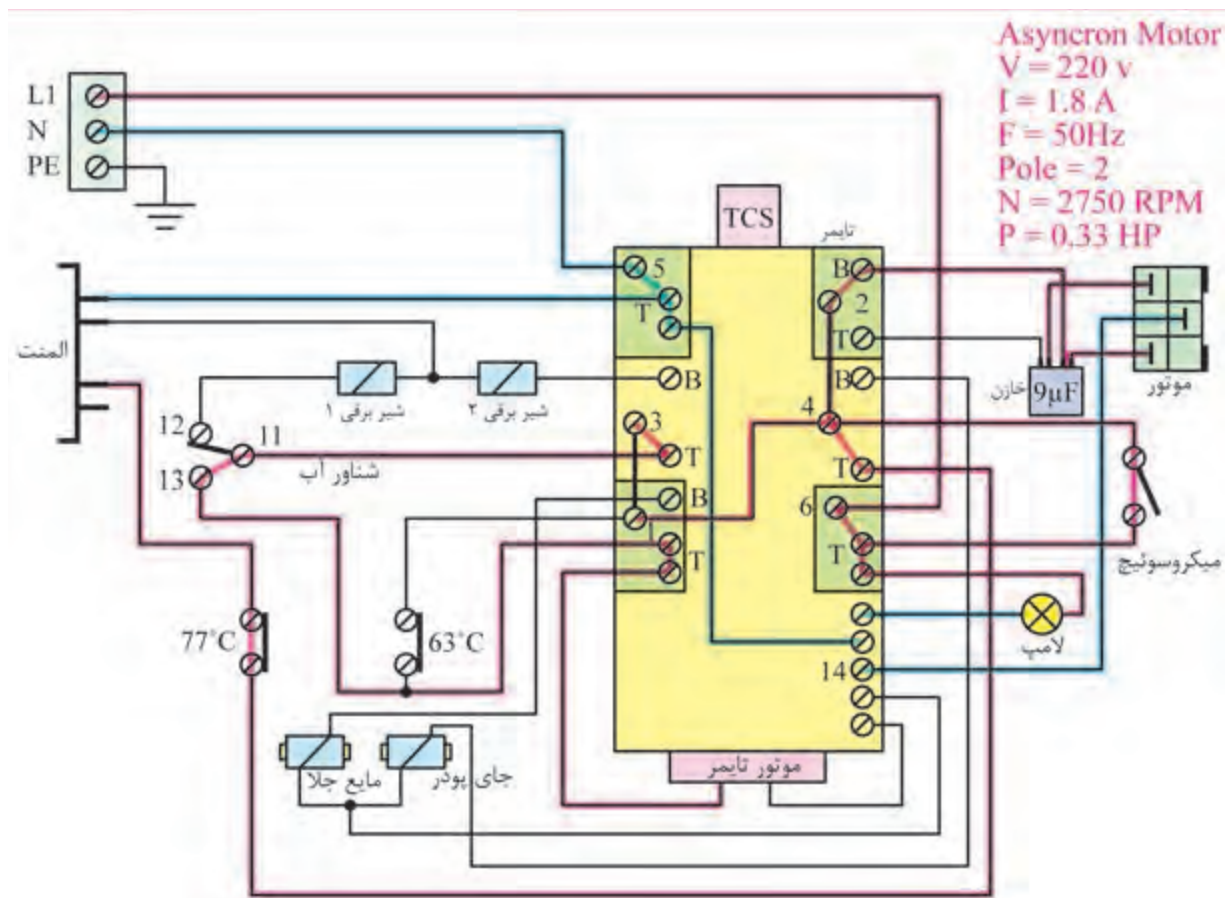 Asyncron Motor
V = 220 v
I = 1.8 A
F = 50Hz
Pole = 2
N = 2750 RPM
P = 0.33 HP
L1
N
PE
TCS
تایمر
5
T
B
2
T
B
المنت
شیر برقی ۱
شیر برقی ۲
B
خازن
9µF
موتور
12
11
13
شناور آب
3
T
4
T
B
T
6
T
میکروسوئیچ
77°C
63°C
لامپ
14
مایع جلا
جای پودر
موتور تایمر